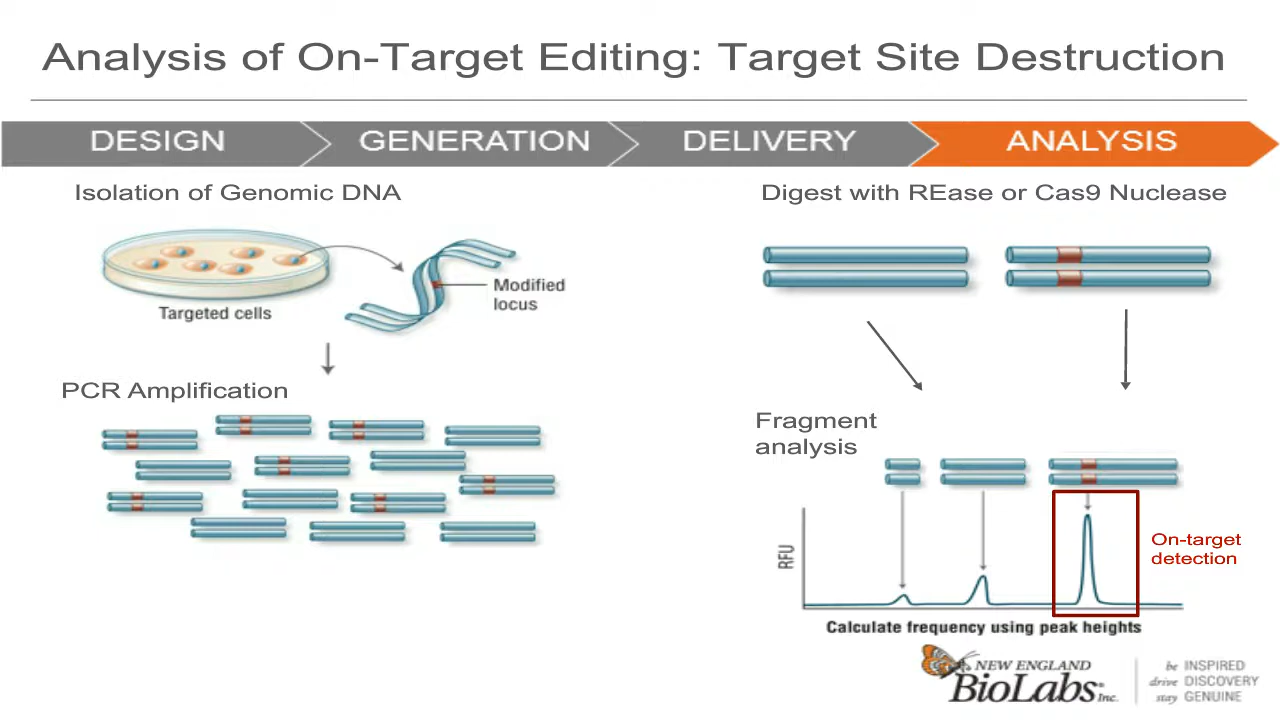 Analysis of On-Target Editing: Target Site Destruction
DESIGN
GENERATION
DELIVERY
ANALYSIS
Isolation of Genomic DNA
Targeted cells
Modified
locus
PCR Amplification
Digest with REase or Cas9 Nuclease
Fragment
analysis
RFU
On-target
detection
Calculate frequency using peak heights
NEW ENGLAND
BioLabs® Inc.
be INSPIRED
drive DISCOVERY
stay GENUINE